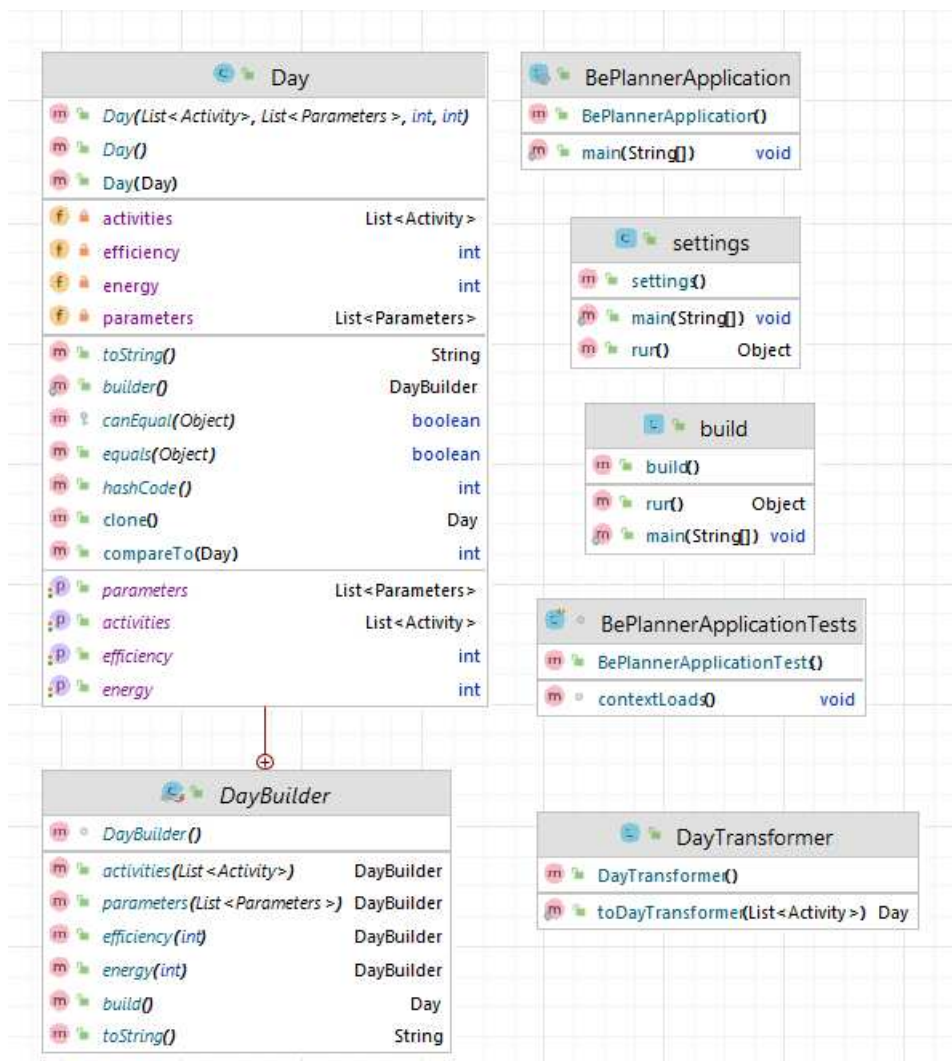 Day
Day(List<Activity>, List<Parameters>, int, int)
Day()
Day(Day)
activities List<Activity>
efficiency int
energy int
parameters List<Parameters>
toString() String
builder() DayBuilder
canEqual(Object) boolean
equals(Object) boolean
hashCode() int
clone() Day
compareTo(Day) int
parameters List<Parameters>
activities List<Activity>
efficiency int
energy int
DayBuilder
DayBuilder()
activities(List<Activity>) DayBuilder
parameters(List<Parameters>) DayBuilder
efficiency(int) DayBuilder
energy(int) DayBuilder
build() Day
toString() String
BePlannerApplication
BePlannerApplication()
main(String[]) void
settings
settings()
main(String[]) void
run() Object
build
build()
run() Object
main(String[]) void
BePlannerApplicationTests
BePlannerApplicationTests()
contextLoads() void
DayTransformer
DayTransformer()
toDayTransformer(List<Activity>) Day